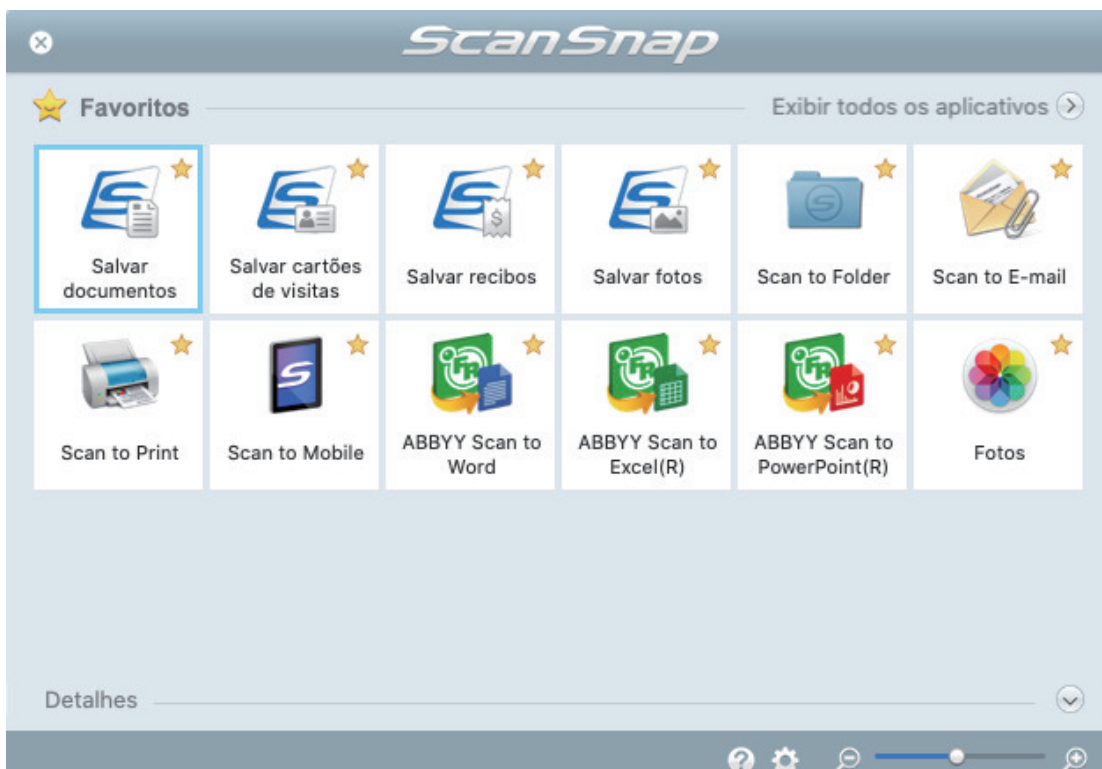 ScanSnap
Favoritos
Exibir todos os aplicativos
Salvar
documentos
Salvar cartões
de visitas
Salvar recibos
Salvar fotos
Scan to Folder
Scan to E-mail
Scan to Print
Scan to Mobile
ABBYY Scan to
Word
ABBYY Scan to
Excel(R)
ABBYY Scan to
PowerPoint(R)
Fotos
Detalhes